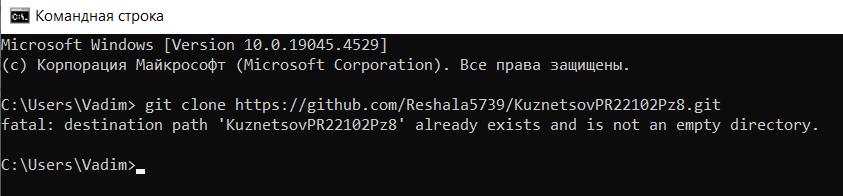 Командная строка
Microsoft Windows [Version 10.0.19045.4529]
(c) Корпорация Майкрософт (Microsoft Corporation). Все права защищены.
C:\Users\Vadim> git clone https://github.com/Reshala5739/KuznetsovPR22102Pz8.git
fatal: destination path 'KuznetsovPR22102Pz8' already exists and is not an empty directory.
C:\Users\Vadim>